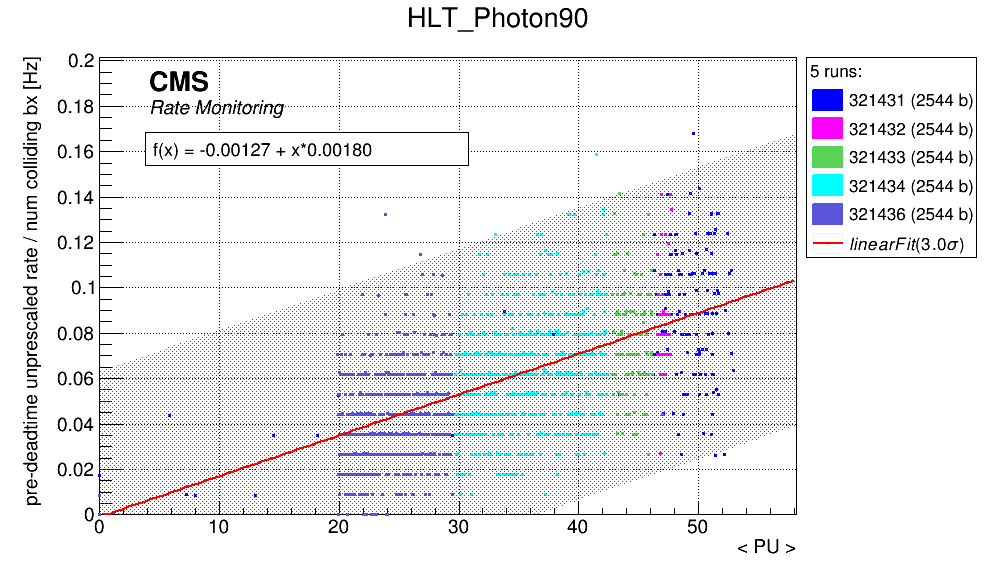 HLT_Photon90
pre-deadtime unprescaled rate / num colliding bx [Hz]
0.2
0.18
0.16
0.14
0.12
0.1
0.08
0.06
0.04
0.02
0
CMS
Rate Monitoring
f(x) = -0.00127 + x*0.00180
0 10 20 30 40 50
< PU >
5 runs:
321431 (2544 b)
321432 (2544 b)
321433 (2544 b)
321434 (2544 b)
321436 (2544 b)
linearFit(3.0σ)